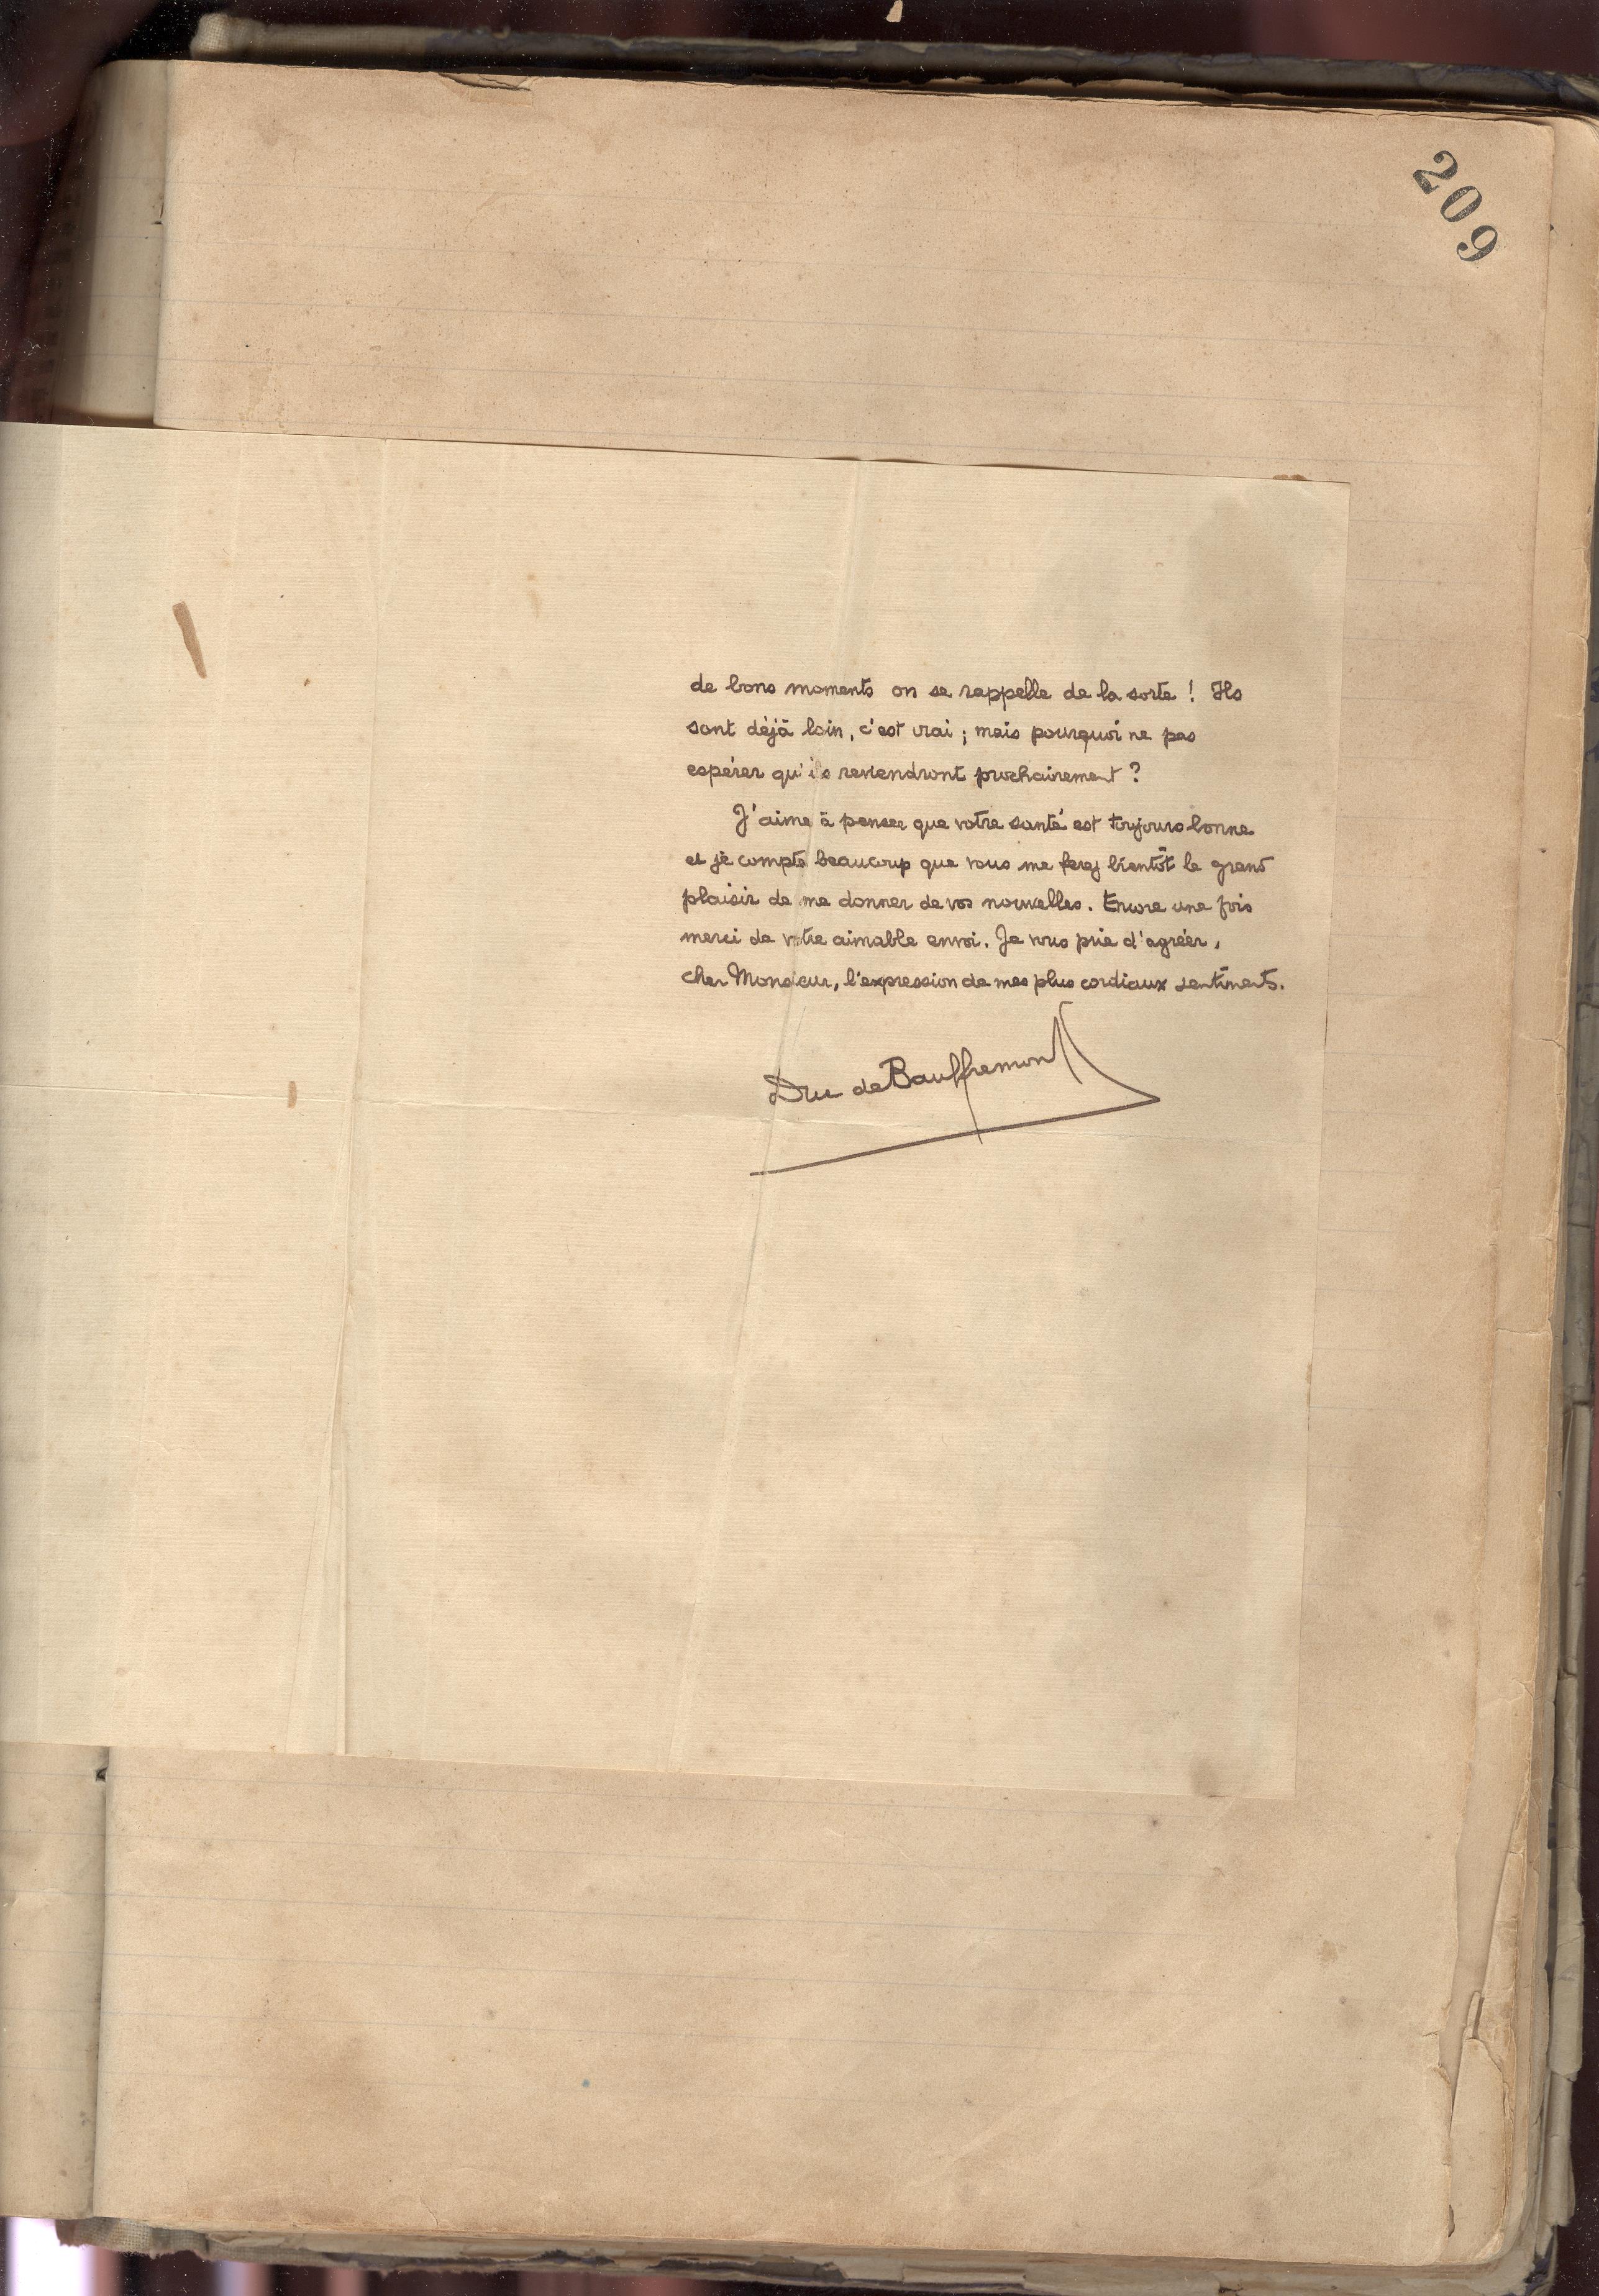 209
de bons moments on se rappelle de la sorte ! Ils
sont déjà loin, c'est vrai ; mais pourquoi ne pas
espérer qu'ils reviendront prochainement ?
J'aime à penser que votre santé est toujours bonne
et je compte beaucoup que vous me ferez bientôt le grand
plaisir de me donner de vos nouvelles. Encore une fois
merci de votre aimable envoi. Je vous prie d'agréer,
cher Monsieur, l'expression de mes plus cordiaux sentiments.
Duc de Bauffremont